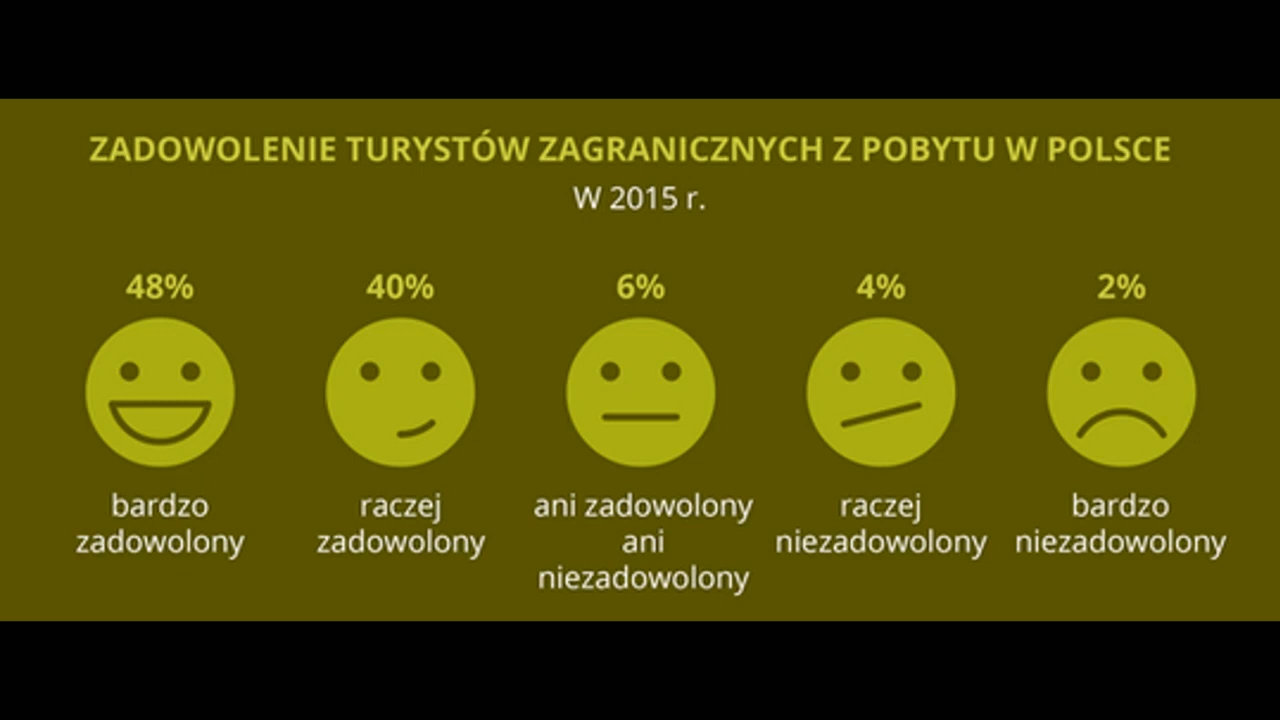 ZADOWOLENIE TURYSTÓW ZAGRANICZNYCH Z POBYTU W POLSCE
W 2015 r.
48%
bardzo
zadowolony
40%
raczej
zadowolony
6%
ani zadowolony
ani
niezadowolony
4%
raczej
niezadowolony
2%
bardzo
niezadowolony